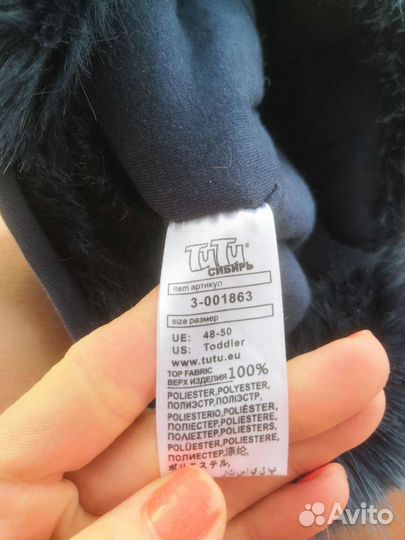 TuTu
СИБИРЬ
item артикул
3-001863
size размер
UE: 48-50
US: Toddler
www.tutu.eu
TOP FABRIC
ВЕРХ ИЗДЕЛИЯ 100%
POLIESTER, POLYESTER,
ПОЛИЭСТР, ПОЛІЭСТР,
POLIESTERIO, POLIÉSTER,
ПОЛІЕСТЕР, POLIESTERS,
ПОЛИЕСТЕР, POLIESTERE,
POLÜESTER, POLIESTERE,
ПОЛИЕСТЕР, 涤纶,
ポリエステル,
Avito